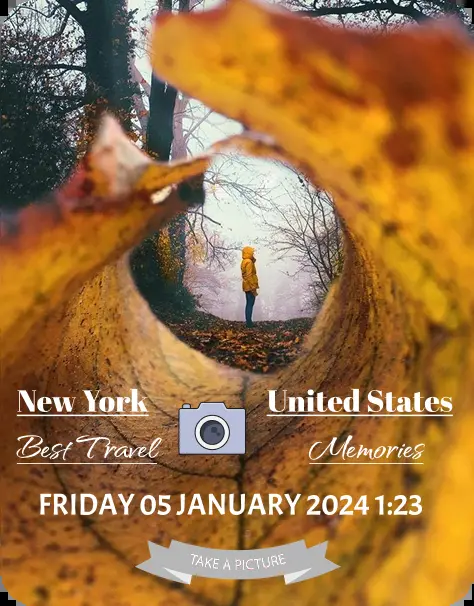 New York United States
Best Travel Memories
FRIDAY 05 JANUARY 2024 1:23
TAKE A PICTURE